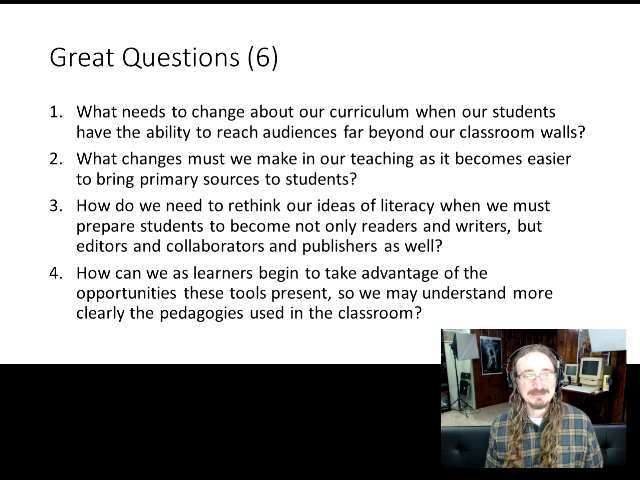 Great Questions (6)
1. What needs to change about our curriculum when our students
have the ability to reach audiences far beyond our classroom walls?
2. What changes must we make in our teaching as it becomes easier
to bring primary sources to students?
3. How do we need to rethink our ideas of literacy when we must
prepare students to become not only readers and writers, but
editors and collaborators and publishers as well?
4. How can we as learners begin to take advantage of the
opportunities these tools present, so we may understand more
clearly the pedagogies used in the classroom?